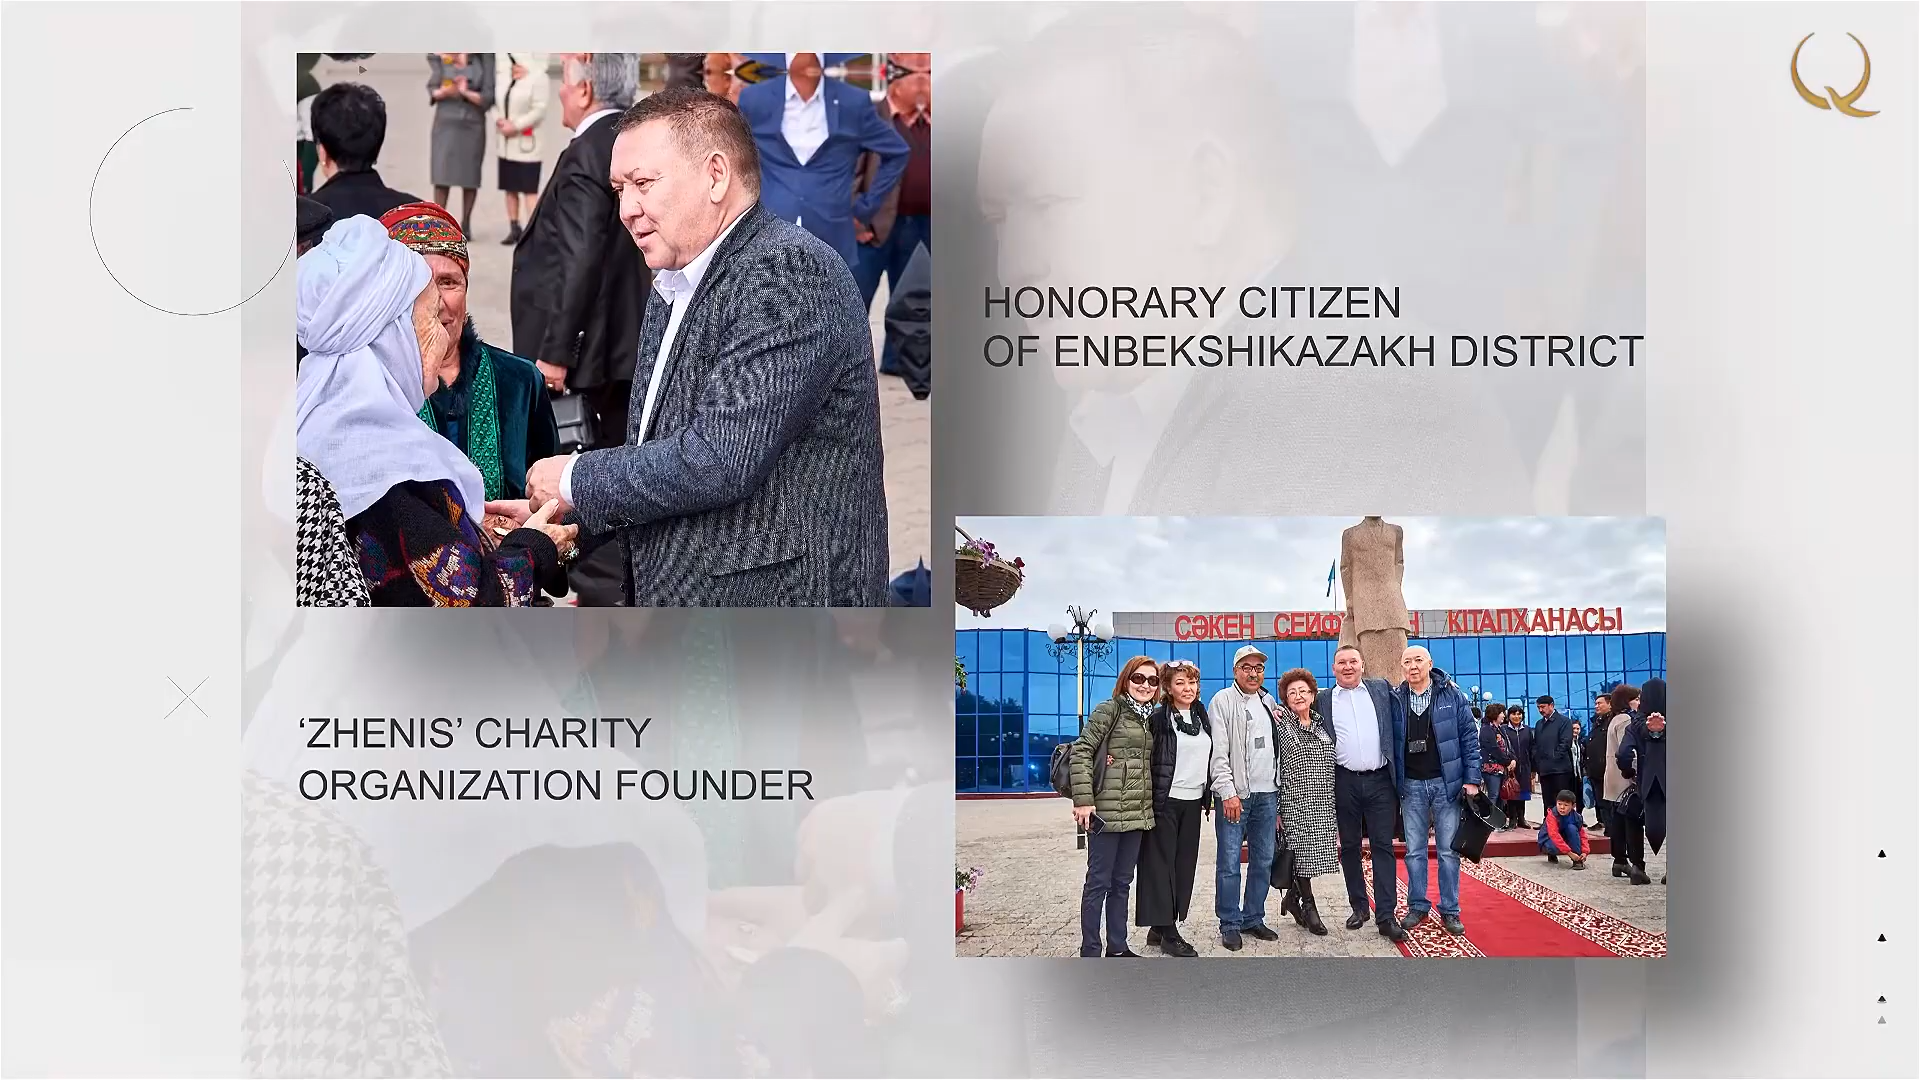 HONORARY CITIZEN
OF ENBEKSHIKAZAKH DISTRICT
‘ZHENIS’ CHARITY
ORGANIZATION FOUNDER
СӘКЕН КІТАПХАНАСЫ